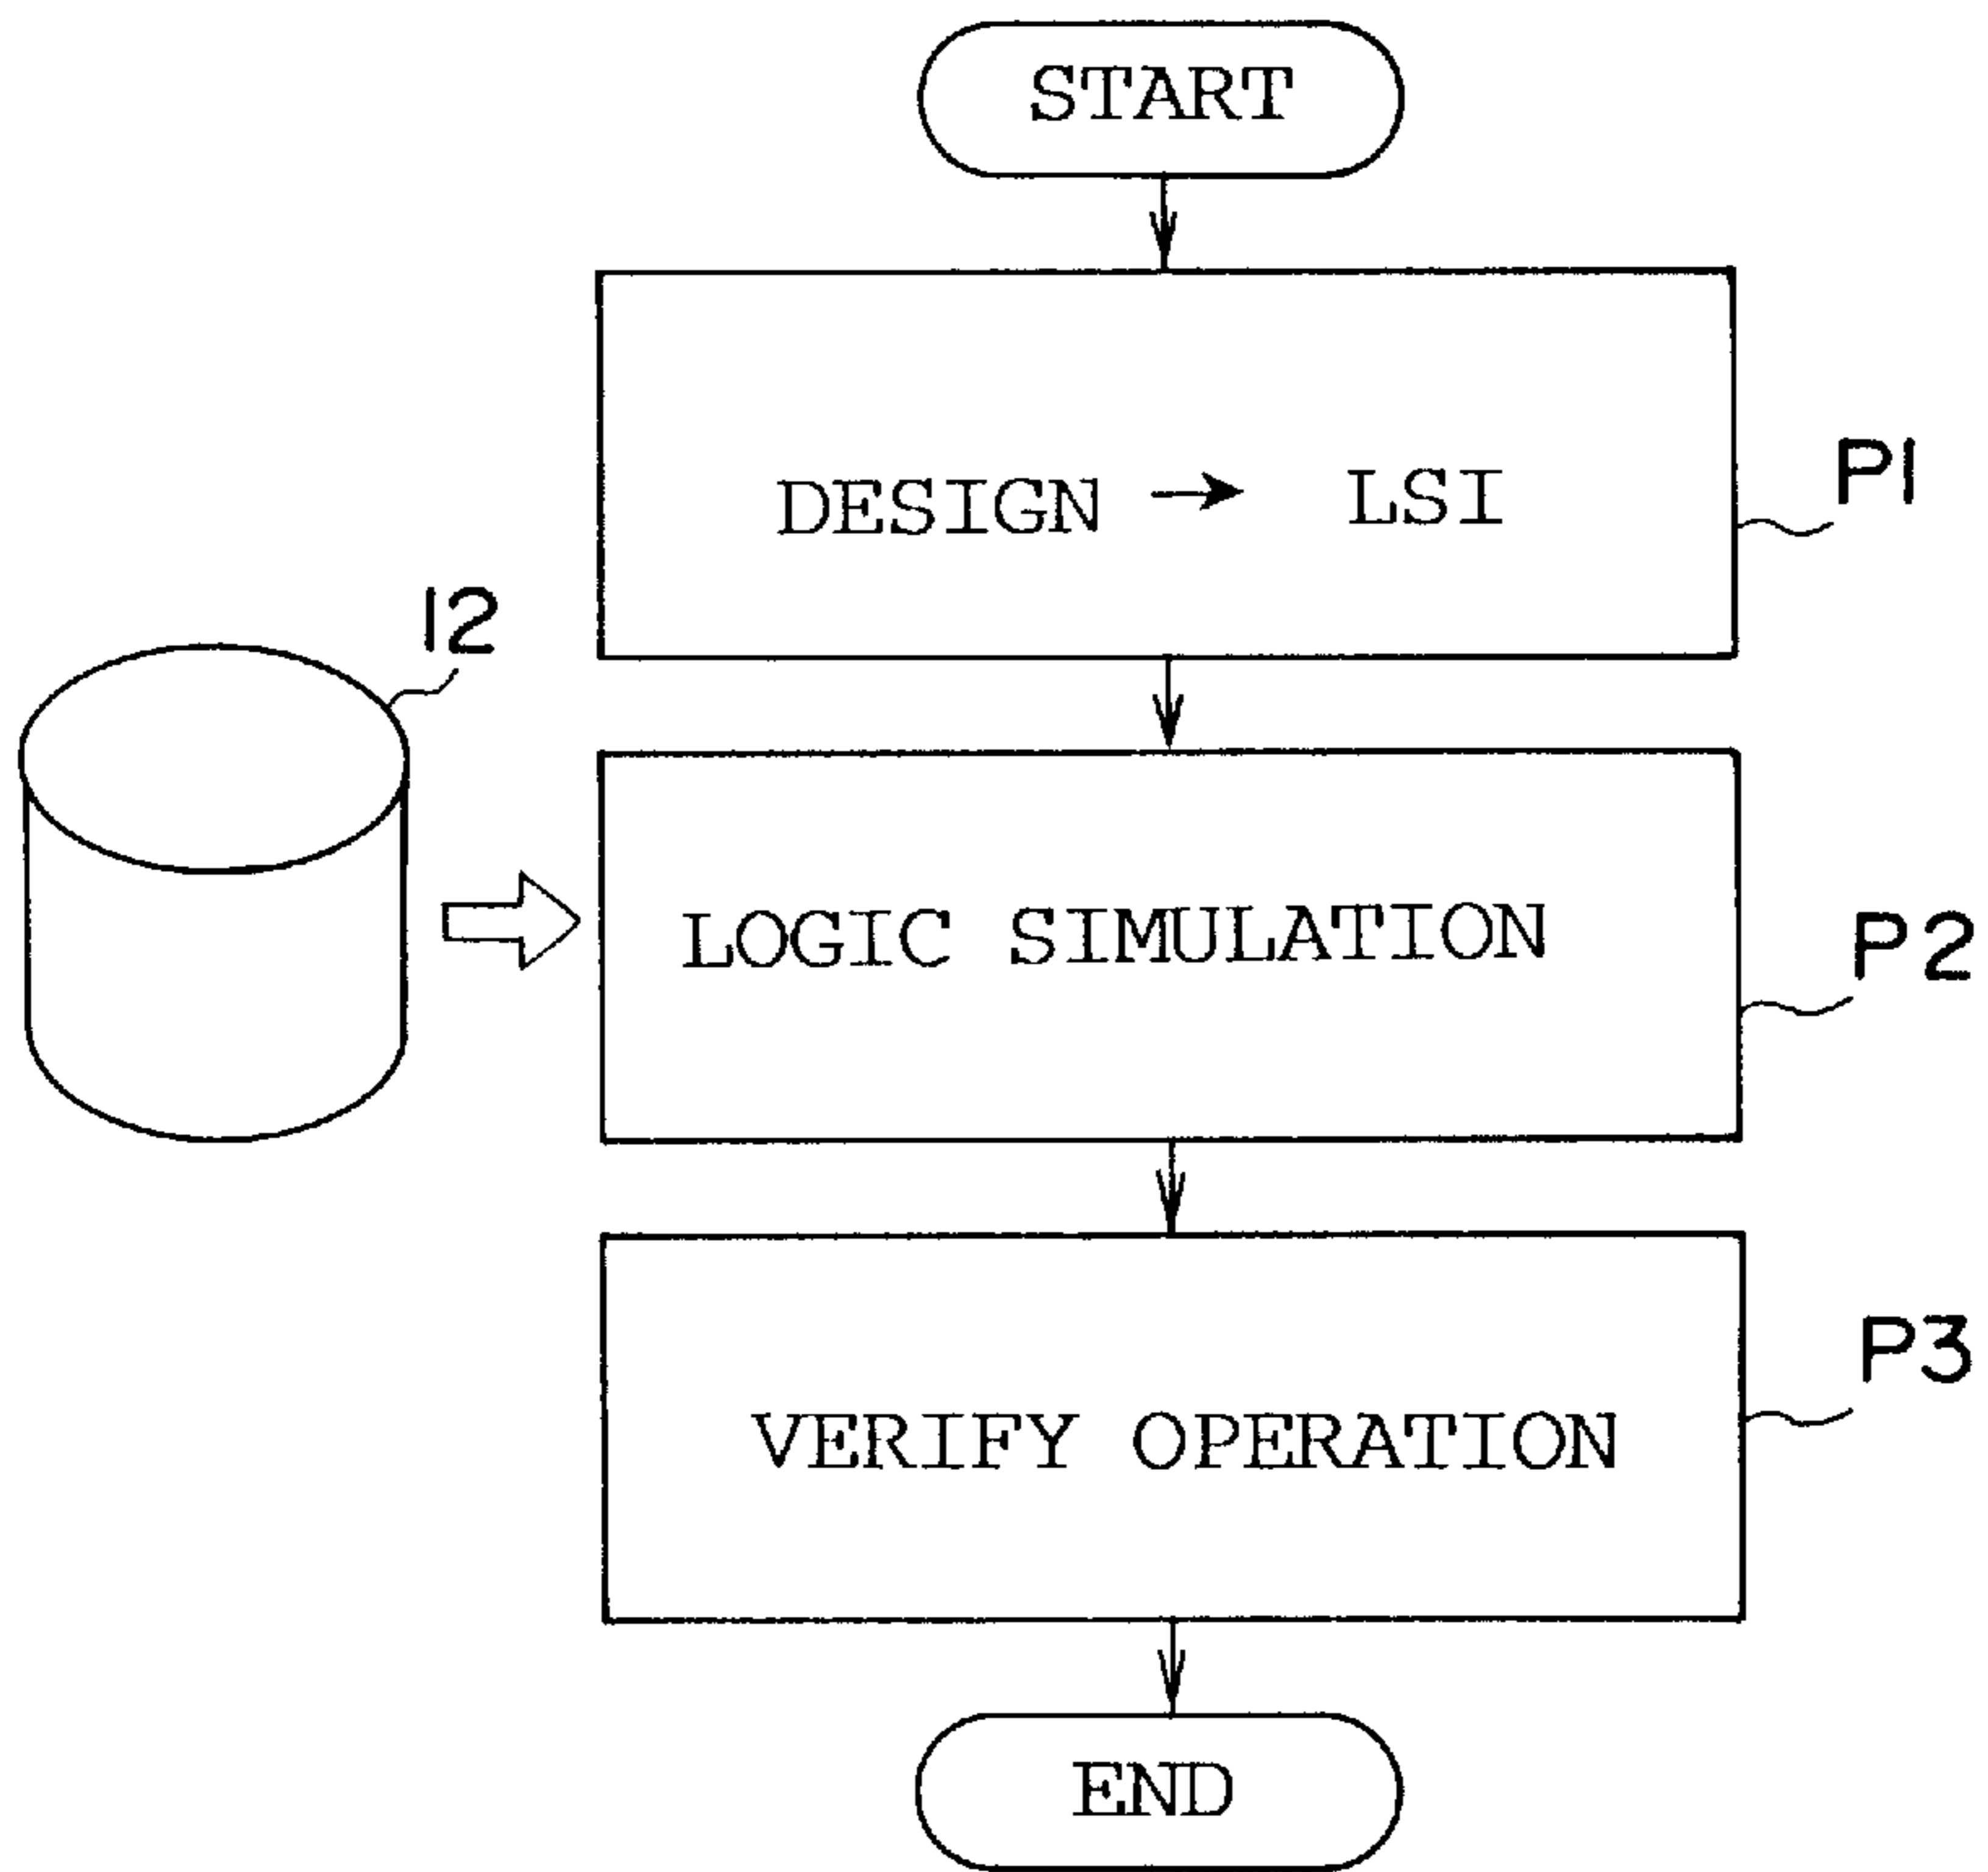 START
DESIGN → LSI
P1
12
LOGIC SIMULATION
P2
VERIFY OPERATION
P3
END